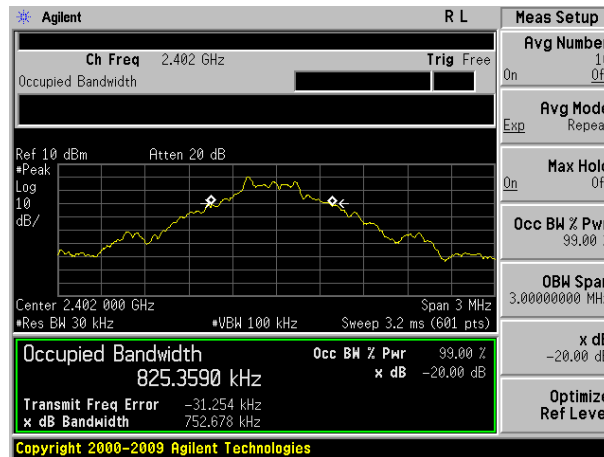 Agilent R L Meas Setup
Ch Freq 2.402 GHz Trig Free
Occupied Bandwidth
Avg Number
On
Avg Mode
Exp Repeat
Max Hold
On
Occ BW % Pwr
99.00
OBW Span
3.00000000
x dB
-20.00 dB
Optimize
Ref Level
Ref 10 dBm Atten 20 dB
#Peak
Log
10
dB/
Center 2.402 000 GHz Span 3 MHz
#Res BW 30 kHz #VBW 100 kHz Sweep 3.2 ms (601 pts)
Occupied Bandwidth Occ BW % Pwr 99.00 %
825.3590 kHz x dB -20.00 dB
Transmit Freq Error -31.254 kHz
x dB Bandwidth 752.678 kHz
Copyright 2000-2009 Agilent Technologies